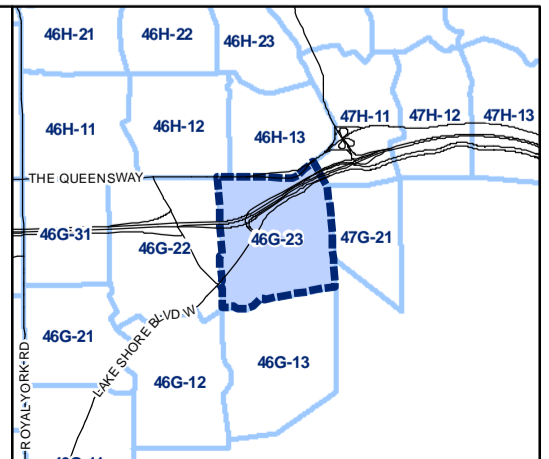 46H-21
46H-22
46H-23
46H-11
46H-12
46H-13
47H-11
47H-12
47H-13
THE QUEENSWAY
46G-31
46G-22
46G-23
47G-21
46G-21
LAKE SHORE BLVD W
46G-12
46G-13
ROYAL YORK RD